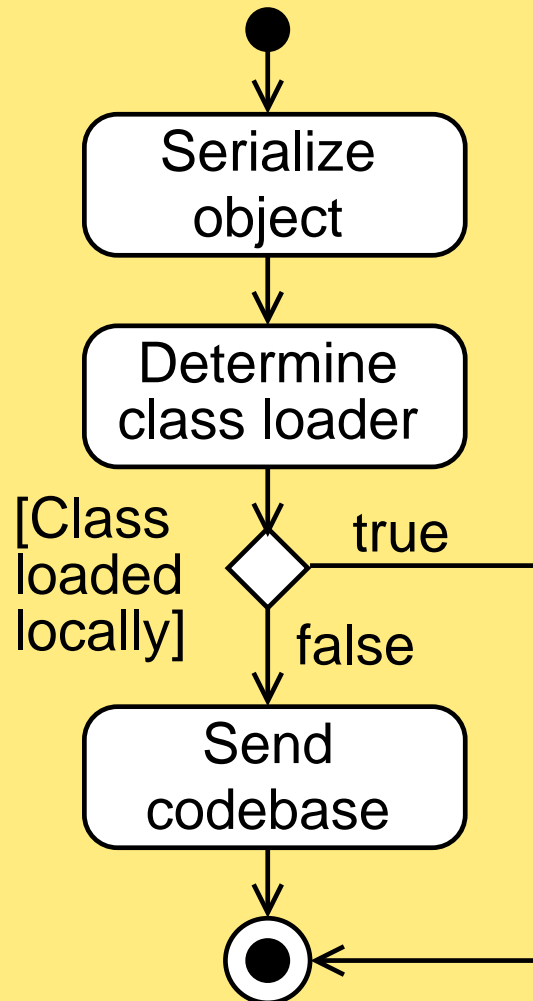 Serialize
object
Determine
class loader
[Class
loaded
locally]
true
false
Send
codebase